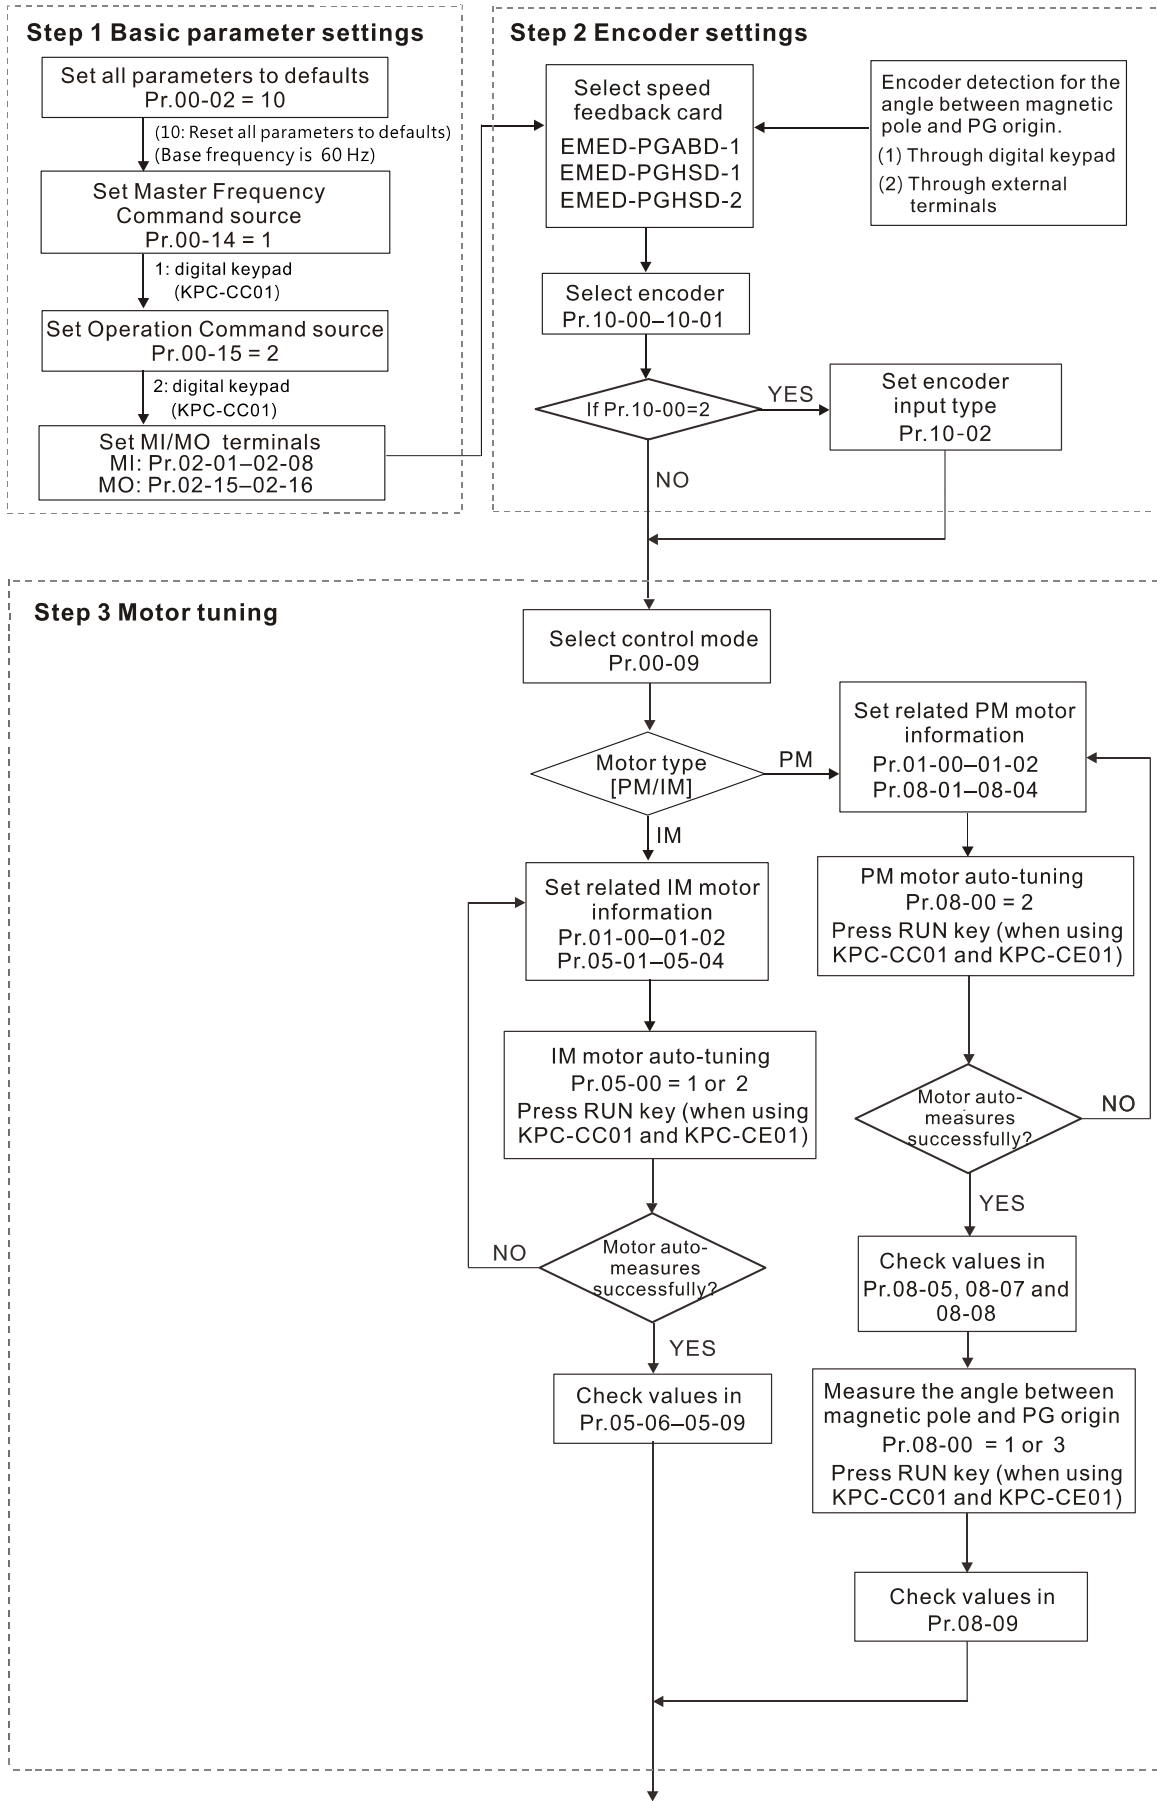 Step 1 Basic parameter settings
Set all parameters to defaults
Pr.00-02 = 10
(10: Reset all parameters to defaults)
(Base frequency is 60 Hz)
Set Master Frequency
Command source
Pr.00-14 = 1
1: digital keypad
(KPC-CC01)
Set Operation Command source
Pr.00-15 = 2
2: digital keypad
(KPC-CC01)
Set MI/MO terminals
MI: Pr.02-01–02-08
MO: Pr.02-15–02-16
Step 2 Encoder settings
Select speed
feedback card
EMED-PGABD-1
EMED-PGHSD-1
EMED-PGHSD-2
Encoder detection for the
angle between magnetic
pole and PG origin.
(1) Through digital keypad
(2) Through external
terminals
Select encoder
Pr.10-00–10-01
If Pr.10-00=2
YES
Set encoder
input type
Pr.10-02
NO
Step 3 Motor tuning
Select control mode
Pr.00-09
Motor type
[PM/IM]
PM
IM
Set related PM motor
information
Pr.01-00–01-02
Pr.08-01–08-04
PM motor auto-tuning
Pr.08-00 = 2
Press RUN key (when using
KPC-CC01 and KPC-CE01)
Motor auto-
measures
successfully?
NO
YES
Check values in
Pr.08-05, 08-07 and
08-08
Measure the angle between
magnetic pole and PG origin
Pr.08-00 = 1 or 3
Press RUN key (when using
KPC-CC01 and KPC-CE01)
Check values in
Pr.08-09
Set related IM motor
information
Pr.01-00–01-02
Pr.05-01–05-04
IM motor auto-tuning
Pr.05-00 = 1 or 2
Press RUN key (when using
KPC-CC01 and KPC-CE01)
Motor auto-
measures
successfully?
NO
YES
Check values in
Pr.05-06–05-09